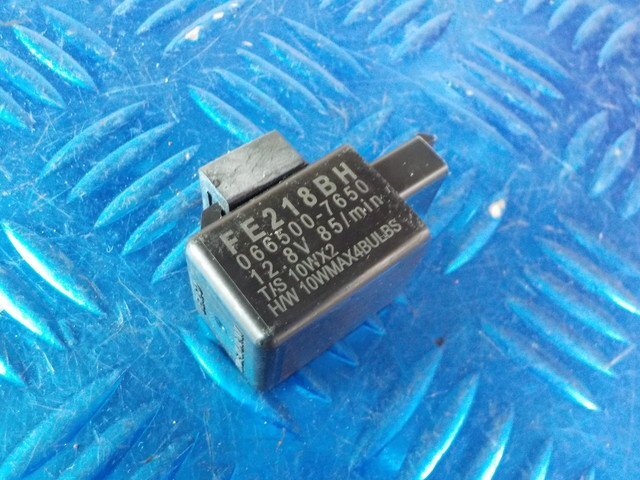 FE218BH
066500-7650
12.8V 85/min
T/S 10WX2
H/W 10WMAX4BULBS